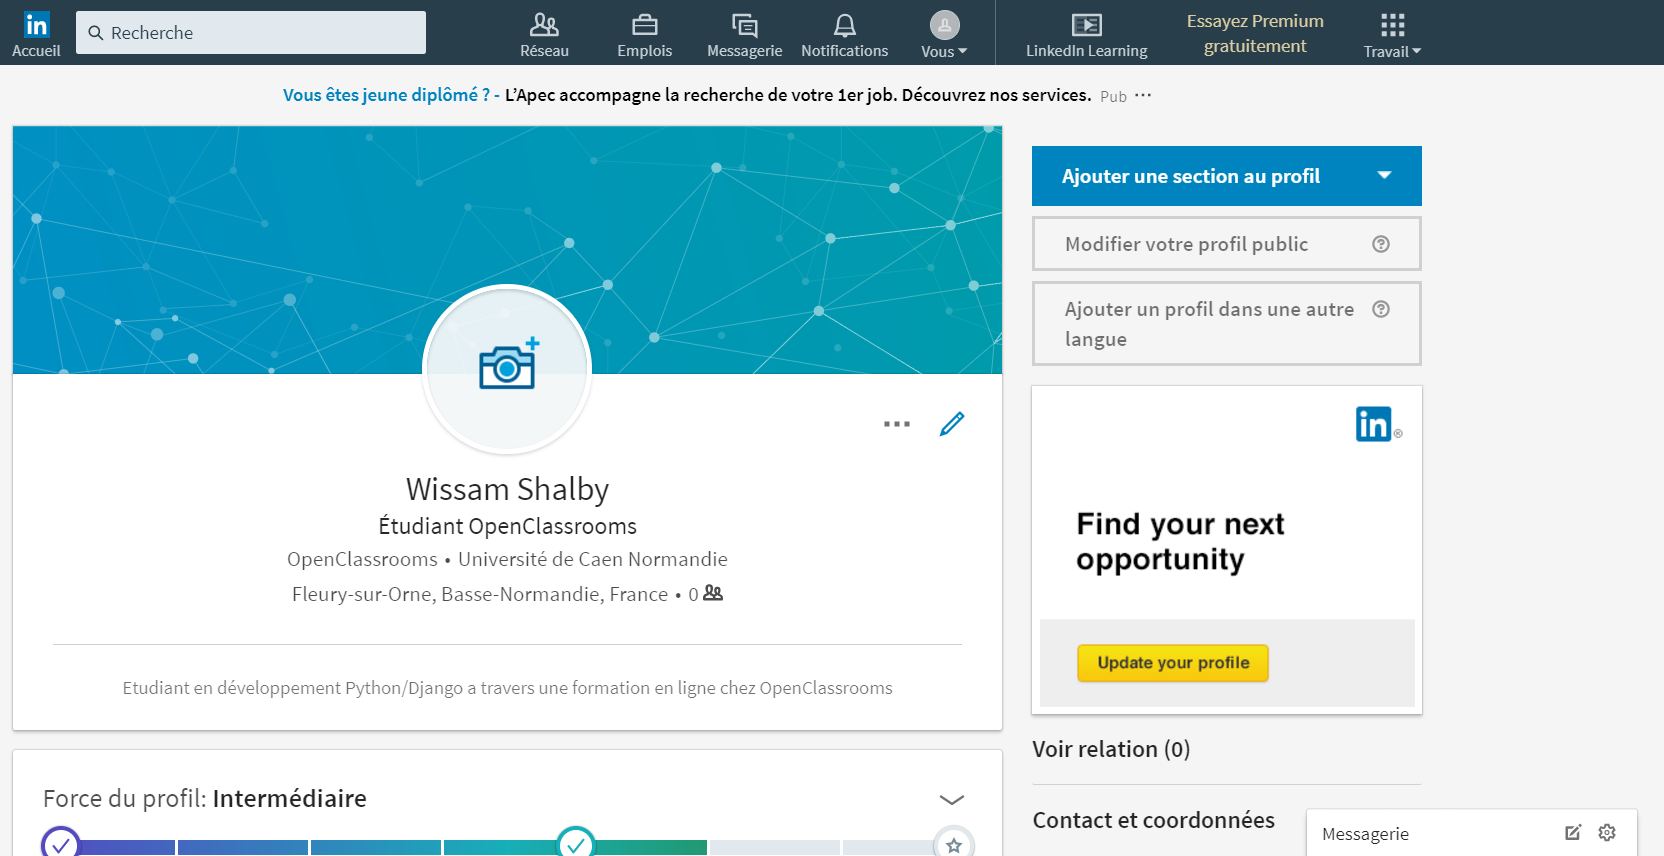 in
Accueil
Recherche
Réseau
Emplois
Messagerie
Notifications
Vous
LinkedIn Learning
Essayez Premium
gratuitement
Travail
Vous êtes jeune diplômé ? - L’Apec accompagne la recherche de votre 1er job. Découvrez nos services. Pub ···
Ajouter une section au profil
Modifier votre profil public ?
Ajouter un profil dans une autre ?
langue
in®
Find your next
opportunity
Update your profile
Wissam Shalby
Étudiant OpenClassrooms
OpenClassrooms • Université de Caen Normandie
Fleury-sur-Orne, Basse-Normandie, France • 0
Etudiant en développement Python/Django a travers une formation en ligne chez OpenClassrooms
Force du profil: Intermédiaire
Voir relation (0)
Contact et coordonnées
Messagerie